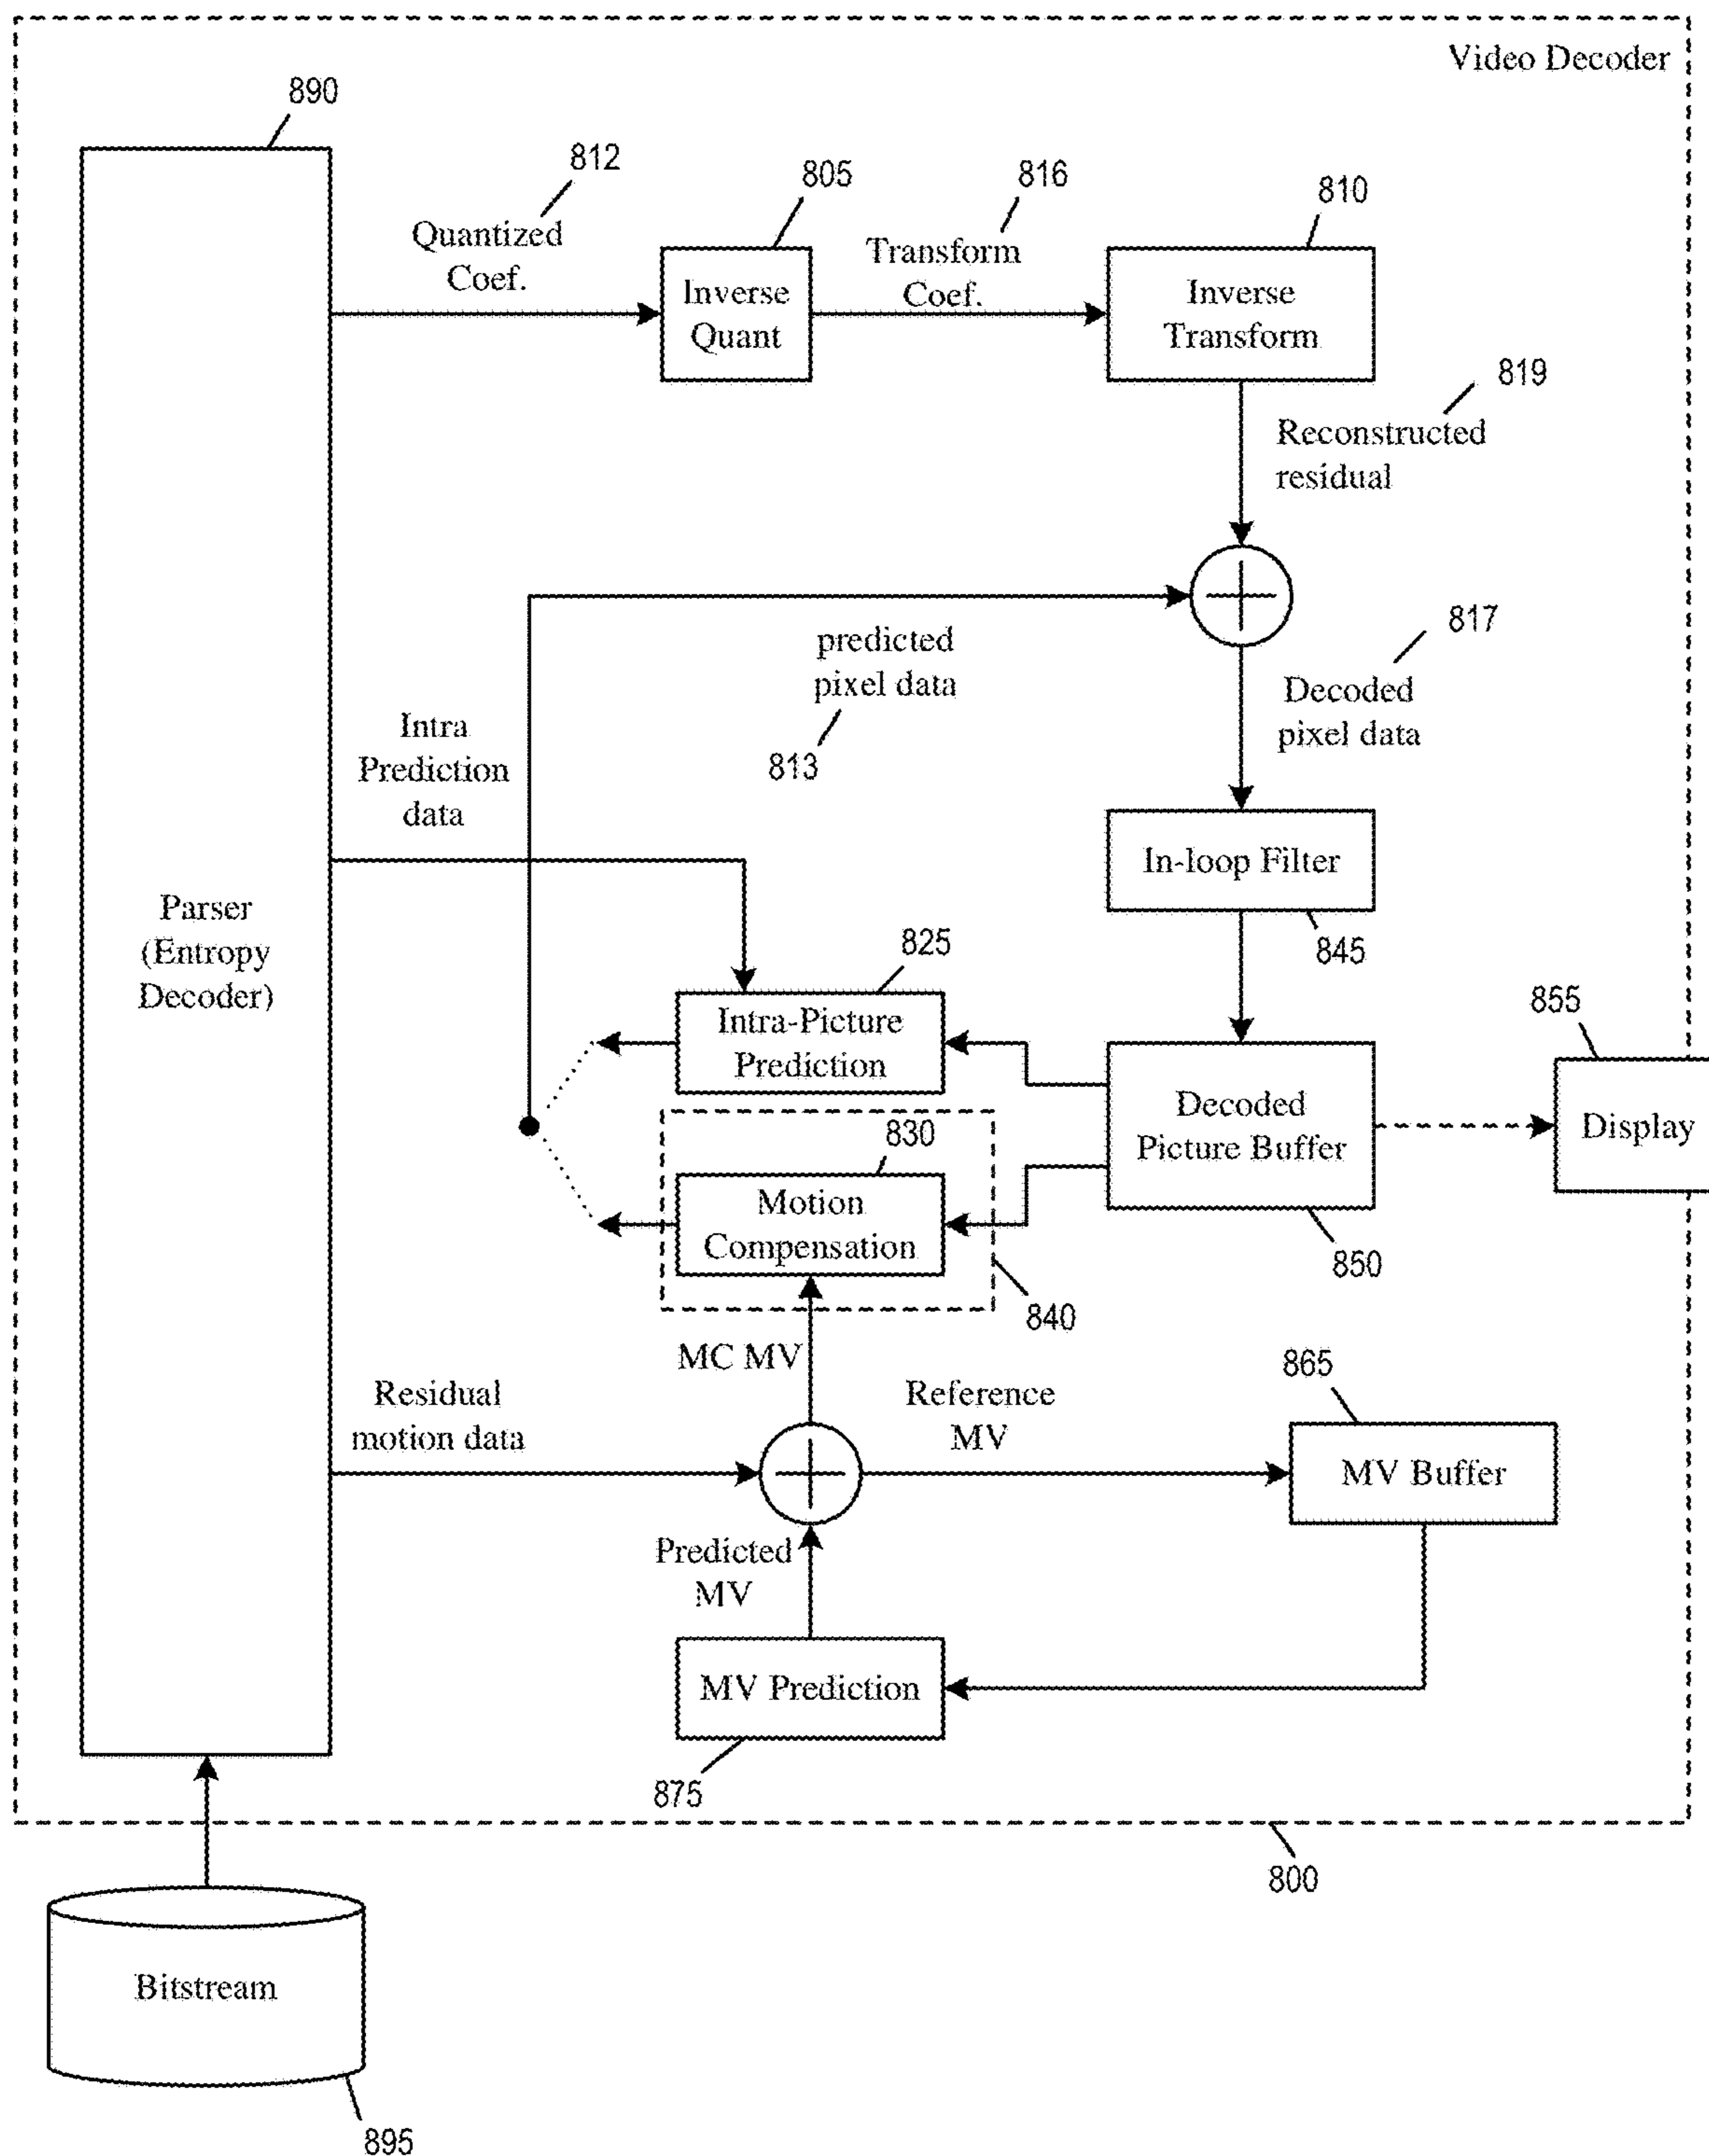 Video Decoder
890
812
805
816
810
Quantized
Coef.
Transform
Coef.
Inverse
Quant
Inverse
Transform
819
Reconstructed
residual
817
predicted
pixel data
813
Decoded
pixel data
Intra
Prediction
data
In-loop Filter
845
Parser
(Entropy
Decoder)
825
Intra-Picture
Prediction
855
Display
Decoded
Picture Buffer
850
830
Motion
Compensation
840
MC MV
865
Residual
motion data
Reference
MV
MV Buffer
Predicted
MV
MV Prediction
875
800
Bitstream
895